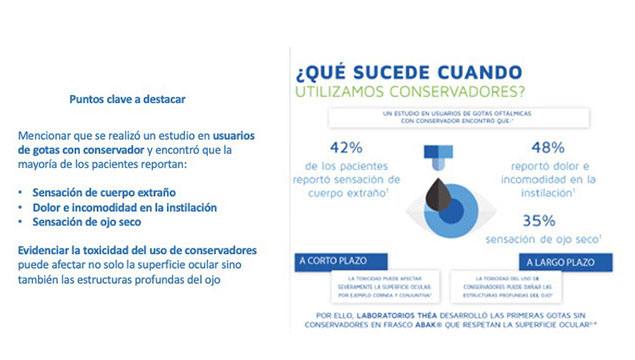 Puntos clave a destacar
Mencionar que se realizó un estudio en usuarios
de gotas con conservador y encontró que la
mayoría de los pacientes reportan:
• Sensación de cuerpo extraño
• Dolor e incomodidad en la instilación
• Sensación de ojo seco
Evidenciar la toxicidad del uso de conservadores
puede afectar no solo la superficie ocular sino
también las estructuras profundas del ojo
¿QUÉ SUCEDE CUANDO
UTILIZAMOS CONSERVADORES?
UN ESTUDIO EN USUARIOS DE GOTAS OFTÁLMICAS
CON CONSERVADOR ENCONTRÓ QUE:¹
42%
de los pacientes
reportó sensación de
cuerpo extraño¹
48%
reportó dolor e
incomodidad en la
instilación¹
35%
sensación de ojo seco¹
A CORTO PLAZO
LA TOXICIDAD PUEDE AFECTAR
SEVERAMENTE LA SUPERFICIE OCULAR,
POR EJEMPLO CÓRNEA Y CONJUNTIVA²
A LARGO PLAZO
LA TOXICIDAD DEL USO DE
CONSERVADORES PUEDE DAÑAR LAS
ESTRUCTURAS PROFUNDAS DEL OJO
POR ELLO, LABORATORIOS THÉA DESARROLLÓ LAS PRIMERAS GOTAS SIN
CONSERVADORES EN FRASCO ABAK® QUE RESPETAN LA SUPERFICIE OCULAR